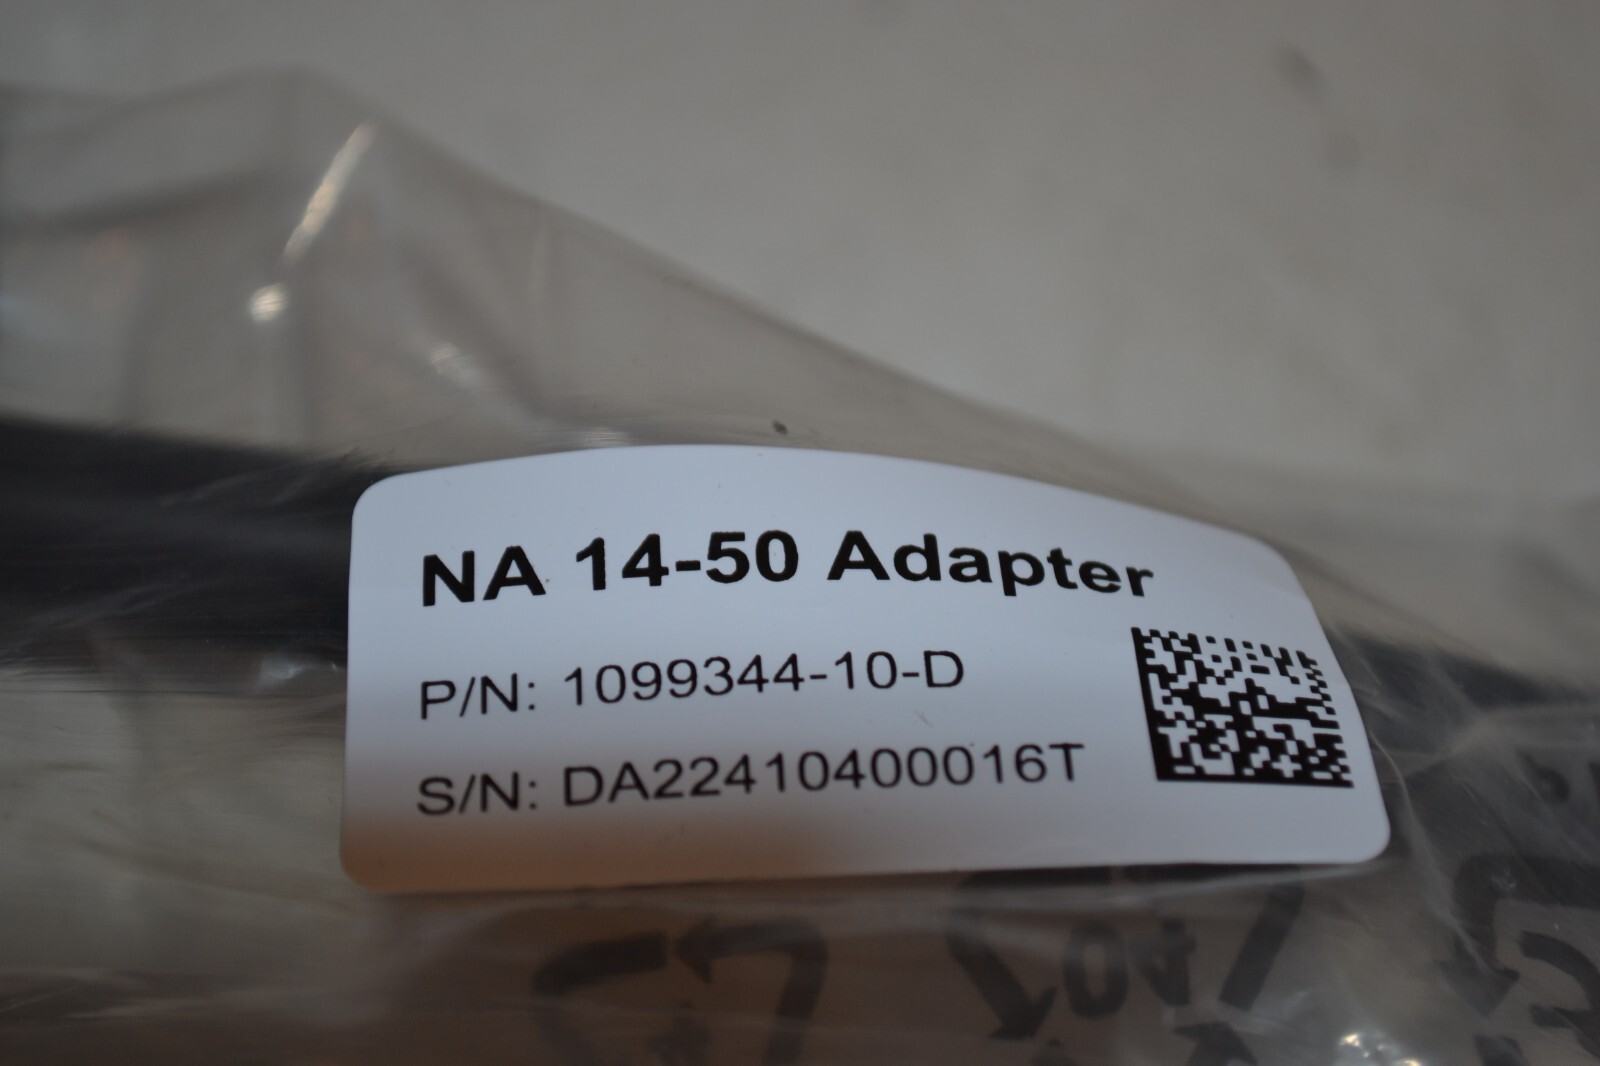 NA 14-50 Adapter
P/N: 1099344-10-D
S/N: DA22410400016T